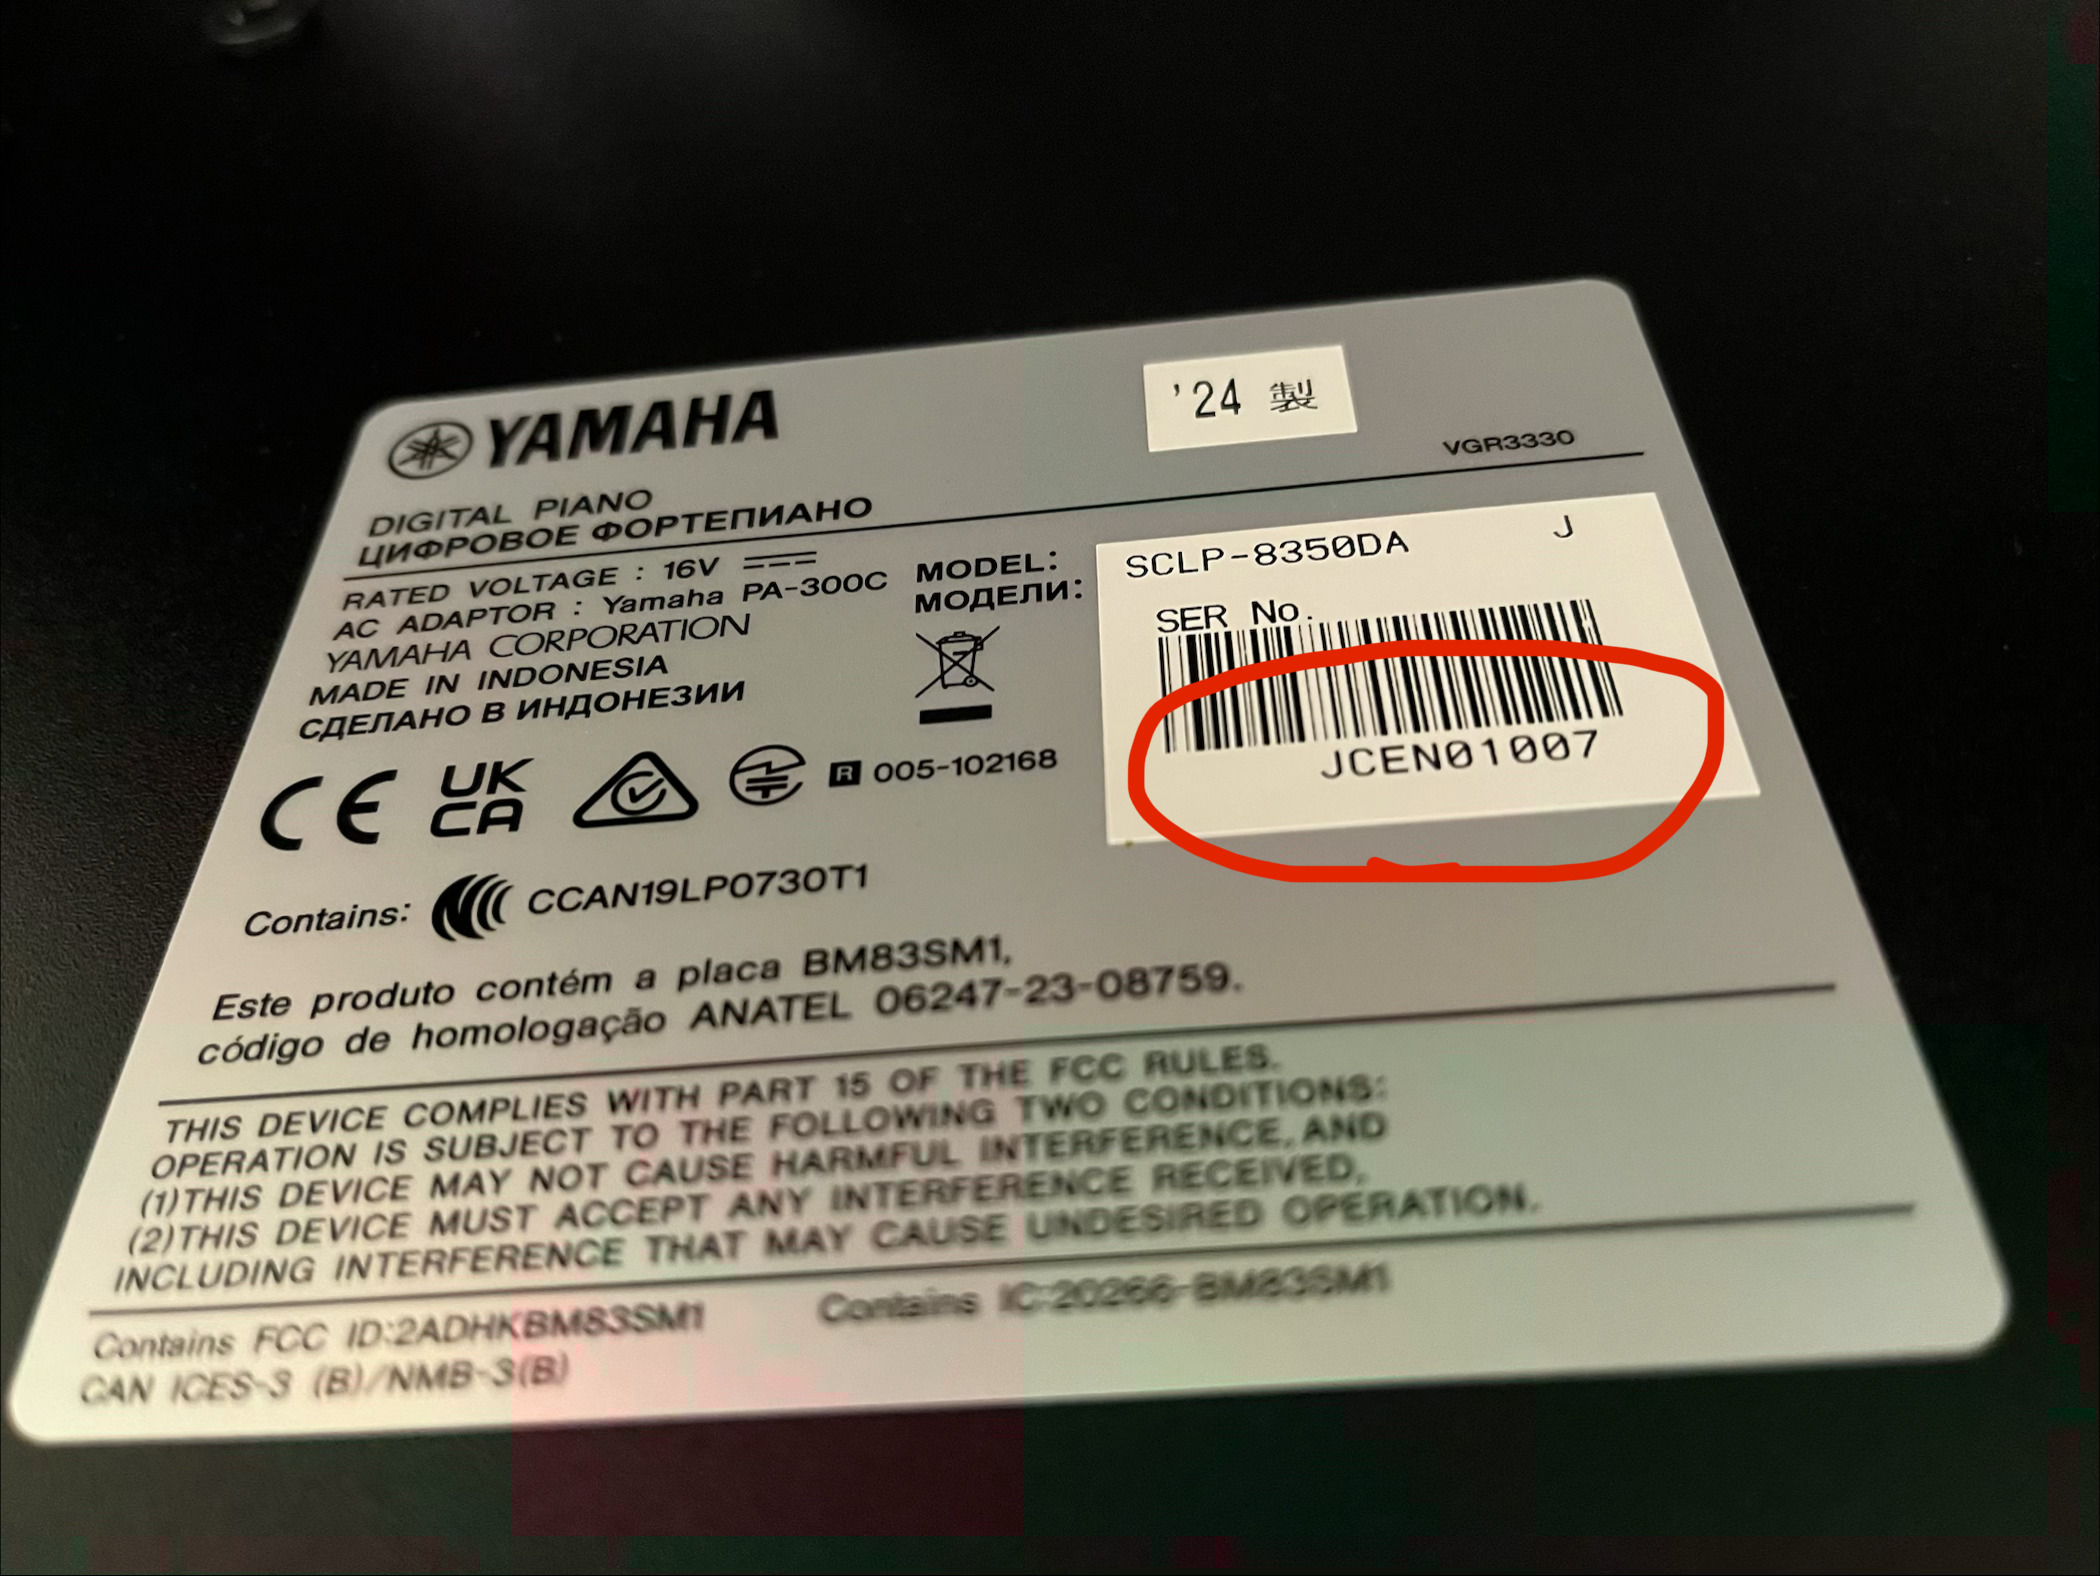 YAMAHA
'24 製
VGR3330
DIGITAL PIANO
ЦИФРОВОЕ ФОРТЕПИАНО
RATED VOLTAGE : 16V
AC ADAPTOR : Yamaha PA-300C
YAMAHA CORPORATION
MADE IN INDONESIA
СДЕЛАНО В ИНДОНЕЗИИ
MODEL:
МОДЕЛИ:
SCLP-8350DA J
SER No.
JCEN01007
CE
UK
CA
R 005-102168
Contains: CCAN19LP0730T1
Este produto contém a placa BM83SM1,
código de homologação ANATEL 06247-23-08759.
THIS DEVICE COMPLIES WITH PART 15 OF THE FCC RULES.
OPERATION IS SUBJECT TO THE FOLLOWING TWO CONDITIONS:
(1)THIS DEVICE MAY NOT CAUSE HARMFUL INTERFERENCE, AND
(2)THIS DEVICE MUST ACCEPT ANY INTERFERENCE RECEIVED,
INCLUDING INTERFERENCE THAT MAY CAUSE UNDESIRED OPERATION.
Contains FCC ID:2ADHKBM83SM1 Contains IC:20266-BM83SM1
CAN ICES-3 (B)/NMB-3(B)